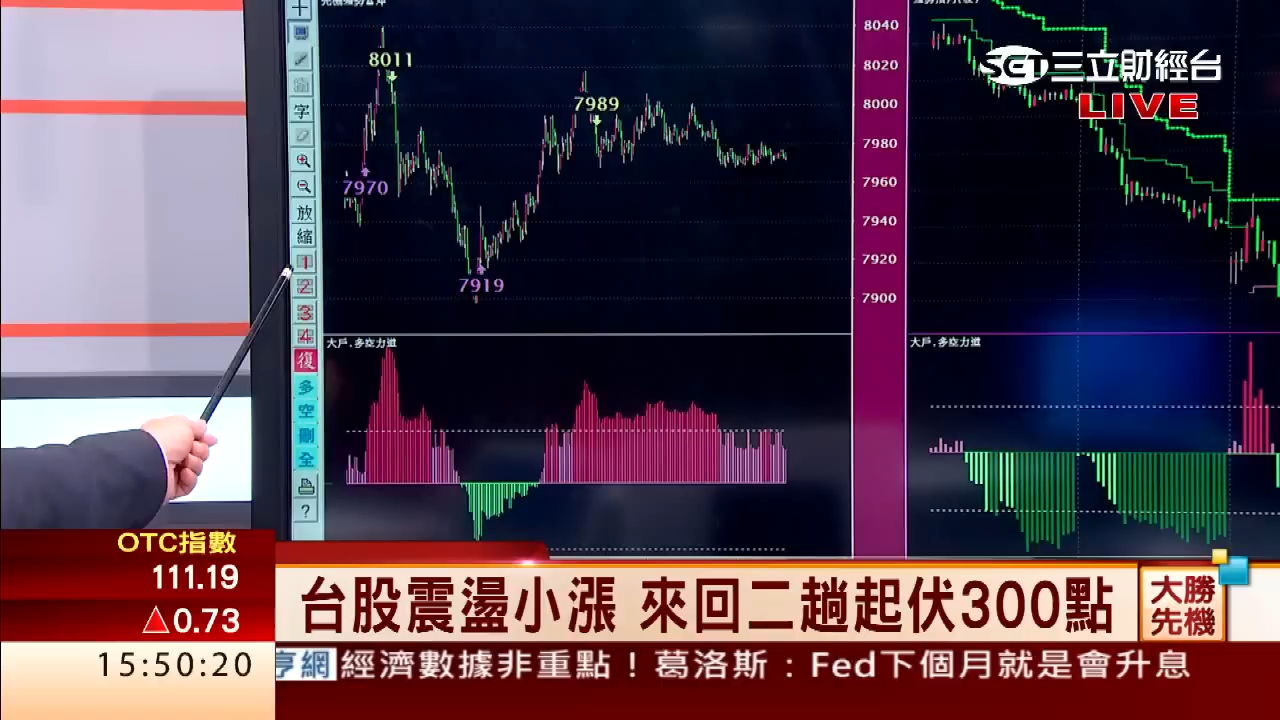 8011
7989
7970
7919
8040
8020
8000
7980
7960
7940
7920
7900
字
放
縮
1
2
3
4
復
多
空
刪
全
?
大戶.多空力道
大戶.多空力道
SET三立財經台
LIVE
OTC指數
111.19
△0.73
15:50:20
台股震盪小漲 來回二趟起伏300點
大勝
先機
亨網 經濟數據非重點！葛洛斯：Fed下個月就是會升息